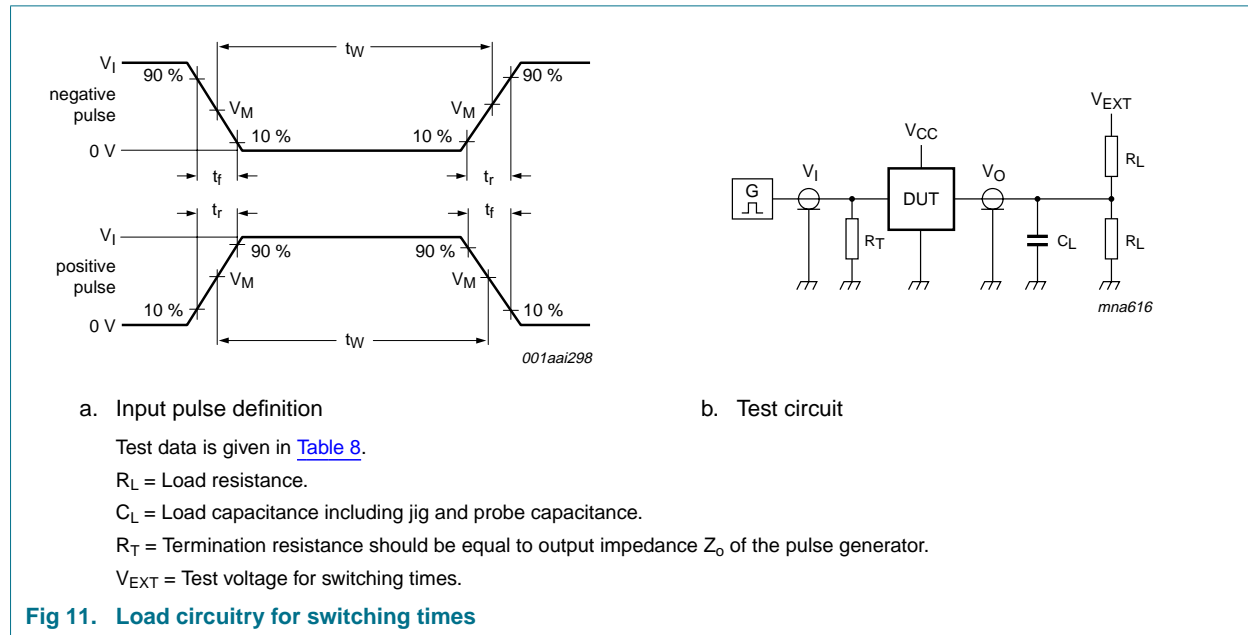 tW
VI
90 %
90 %
negative
pulse
VM
VM
10 %
10 %
0 V
tf
tr
tr
tf
VI
90 %
90 %
positive
pulse
VM
VM
10 %
10 %
0 V
tW
001aai298
VEXT
VCC
RL
VI
VO
G
DUT
RT
CL
RL
mna616
a. Input pulse definition
b. Test circuit
Test data is given in Table 8.
RL = Load resistance.
CL = Load capacitance including jig and probe capacitance.
RT = Termination resistance should be equal to output impedance Zo of the pulse generator.
VEXT = Test voltage for switching times.
Fig 11. Load circuitry for switching times